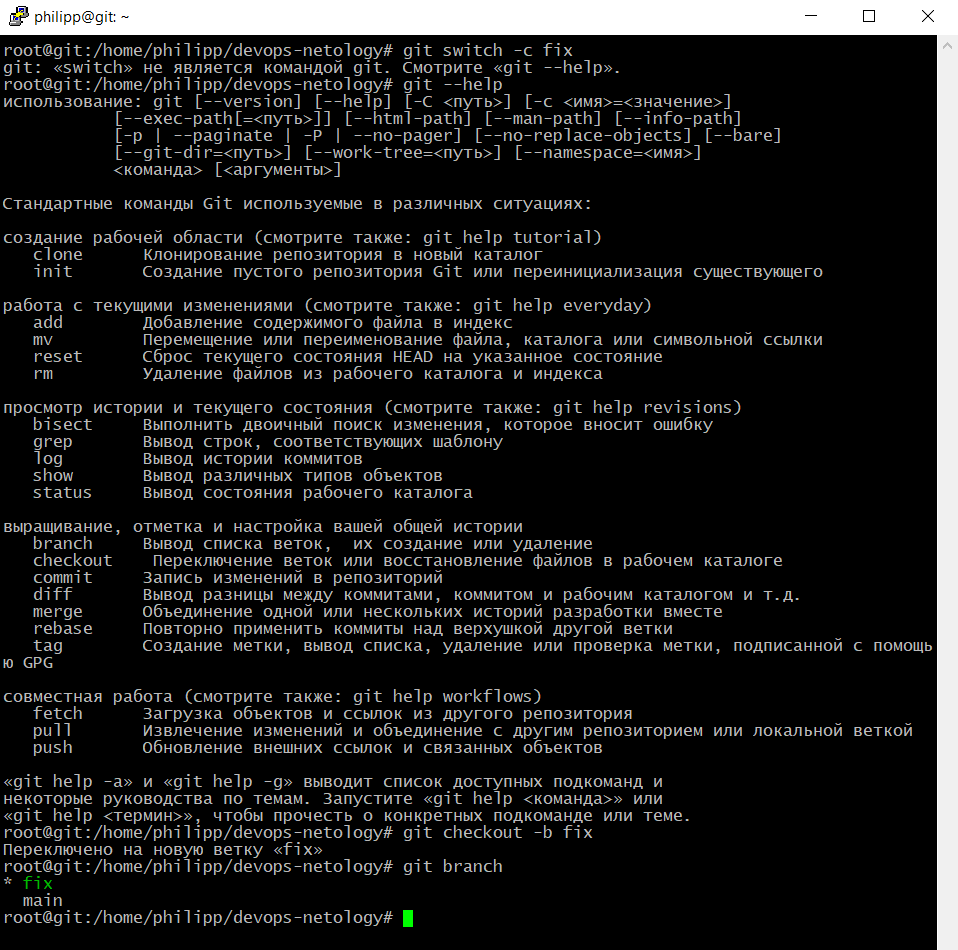 philipp@git: ~
root@git:/home/philipp/devops-netology# git switch -c fix
git: «switch» не является командой git. Смотрите «git --help».
root@git:/home/philipp/devops-netology# git --help
использование: git [--version] [--help] [-C <путь>] [-c <имя>=<значение>]
[--exec-path[=<путь>]] [--html-path] [--man-path] [--info-path]
[-p | --paginate | -P | --no-pager] [--no-replace-objects] [--bare]
[--git-dir=<путь>] [--work-tree=<путь>] [--namespace=<имя>]
<команда> [<аргументы>]
Стандартные команды Git используемые в различных ситуациях:
создание рабочей области (смотрите также: git help tutorial)
clone Клонирование репозитория в новый каталог
init Создание пустого репозитория Git или переинициализация существующего
работа с текущими изменениями (смотрите также: git help everyday)
add Добавление содержимого файла в индекс
mv Перемещение или переименование файла, каталога или символьной ссылки
reset Сброс текущего состояния HEAD на указанное состояние
rm Удаление файлов из рабочего каталога и индекса
просмотр истории и текущего состояния (смотрите также: git help revisions)
bisect Выполнить двоичный поиск изменения, которое вносит ошибку
grep Вывод строк, соответствующих шаблону
log Вывод истории коммитов
show Вывод различных типов объектов
status Вывод состояния рабочего каталога
выращивание, отметка и настройка вашей общей истории
branch Вывод списка веток,  их создание или удаление
checkout Переключение веток или восстановление файлов в рабочем каталоге
commit Запись изменений в репозиторий
diff Вывод разницы между коммитами, коммитом и рабочим каталогом и т.д.
merge Объединение одной или нескольких историй разработки вместе
rebase Повторно применить коммиты над верхушкой другой ветки
tag Создание метки, вывод списка, удаление или проверка метки, подписанной с помощь
ю GPG
совместная работа (смотрите также: git help workflows)
fetch Загрузка объектов и ссылок из другого репозитория
pull Извлечение изменений и объединение с другим репозиторием или локальной веткой
push Обновление внешних ссылок и связанных объектов
«git help -a» и «git help -g» выводит список доступных подкоманд и
некоторые руководства по темам. Запустите «git help <команда>» или
«git help <термин>», чтобы прочесть о конкретных подкоманде или теме.
root@git:/home/philipp/devops-netology# git checkout -b fix
Переключено на новую ветку «fix»
root@git:/home/philipp/devops-netology# git branch
* fix
main
root@git:/home/philipp/devops-netology#